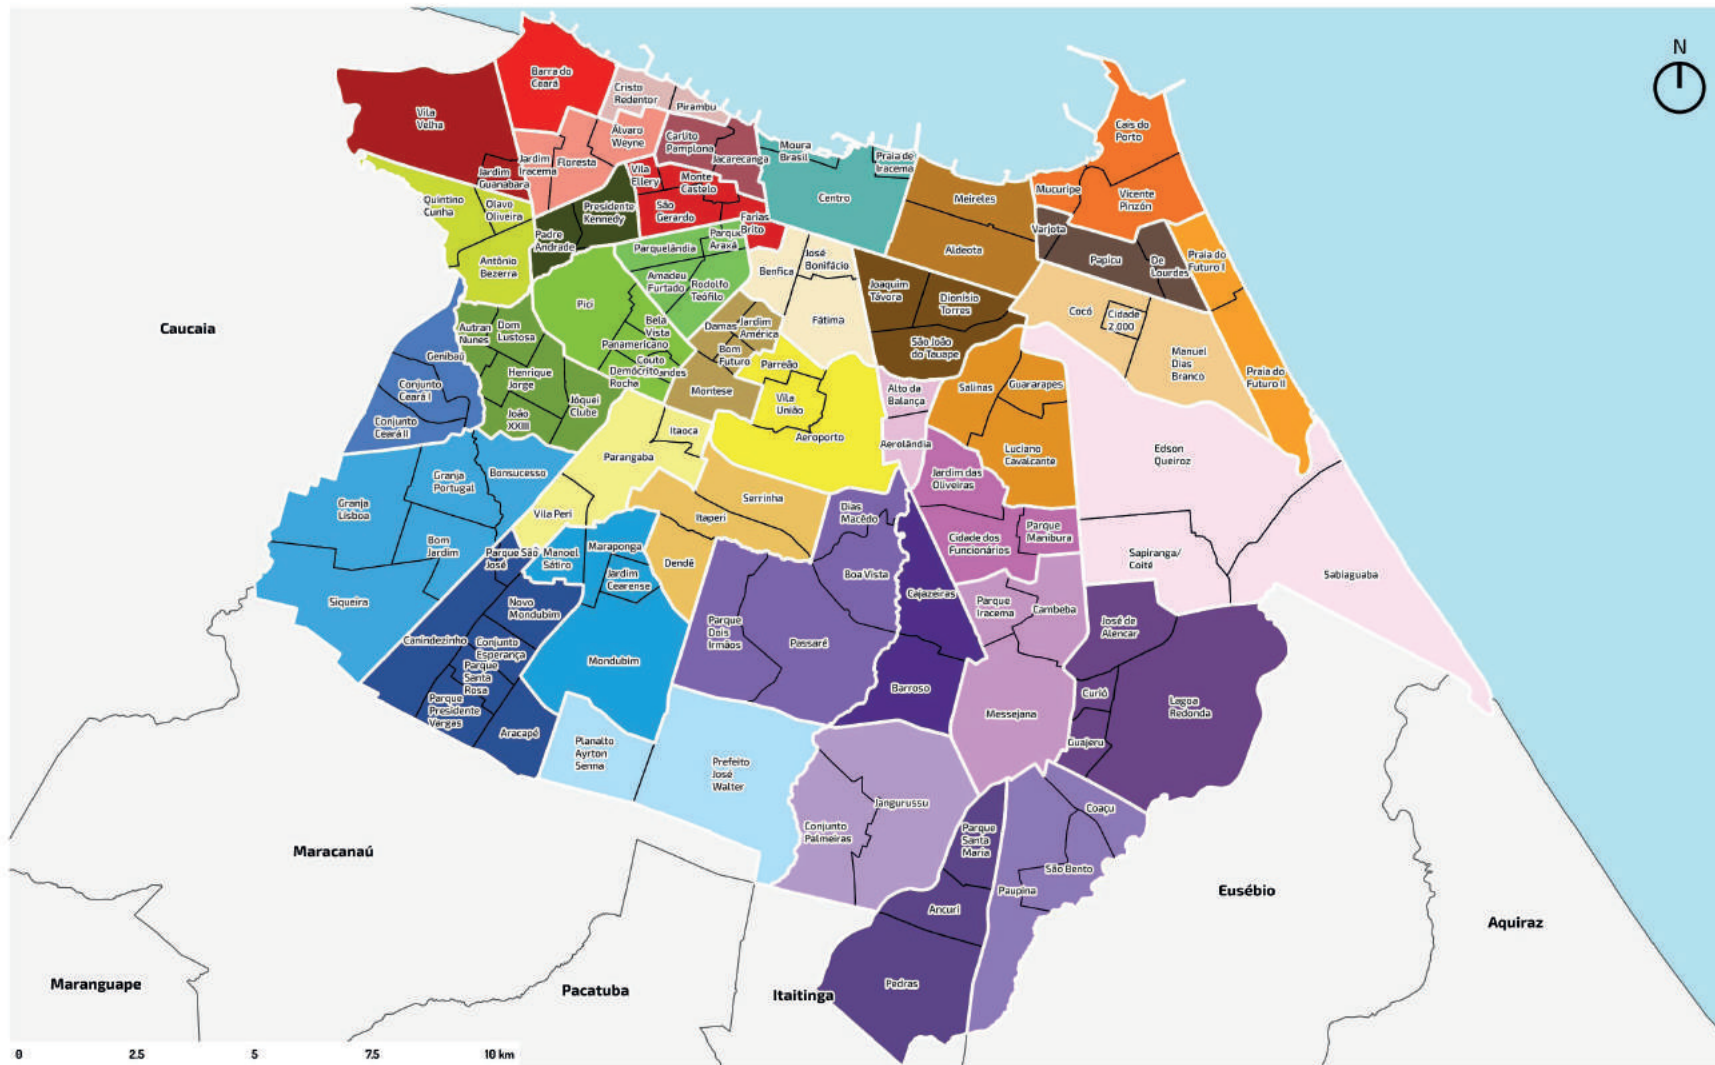 N
Barra do
Ceará
Cristo
Redentor
Pirambu
Vila
Velha
Álvaro
Weyne
Carlito
Pamplona
Jacarecanga
Moura
Brasil
Praia de
Iracema
Cais do
Porto
Jardim
Iracema
Floresta
Jardim
Guanabara
Vila
Ellery
Monte
Castelo
São
Gerardo
Farias
Brito
Centro
Meireles
Mucuripe
Vicente
Pinzón
Quintino
Cunha
Olavo
Oliveira
Presidente
Kennedy
Padre
Andrade
Parquelândia
Parque
Araxá
Varjota
Aldeota
Papicu
De
Lourdes
Praia do
Futuro I
Antônio
Bezerra
Amadeu
Furtado
Rodolfo
Teófilo
Benfica
José
Bonifácio
Pici
Joaquim
Távora
Dionísio
Torres
Cocó
Cidade
2.000
Caucaia
Autran
Nunes
Dom
Lustosa
Bela
Vista
Panamericano
Couto
andes
Demócrito
Rocha
Damas
Jardim
América
Bom
Futuro
Fátima
São João
do Tauape
Manuel
Dias
Branco
Praia do
Futuro II
Genibaú
Conjunto
Ceará I
Conjunto
Ceará II
Henrique
Jorge
João
XXIII
Jóquei
Clube
Montese
Parreão
Vila
União
Aeroporto
Alto da
Balança
Aerolândia
Salinas
Guararapes
Luciano
Cavalcante
Edson
Queiroz
Itaoca
Parangaba
Bonsucesso
Granja
Portugal
Granja
Lisboa
Jardim das
Oliveiras
Serrinha
Itaperi
Vila Peri
Dias
Macêdo
Cidade dos
Funcionários
Parque
Manibura
Bom
Jardim
Parque São
José
Manoel
Sátiro
Maraponga
Jardim
Cearense
Dendê
Boa Vista
Cajazeiras
Sapiranga/
Coité
Sabiaguaba
Siqueira
Novo
Mondubim
Canindezinho
Conjunto
Esperança
Parque
Santa
Rosa
Parque
Presidente
Vargas
Aracapé
Mondubim
Parque
Dois
Irmãos
Passaré
Parque
Iracema
Cambeba
José de
Alencar
Barroso
Messejana
Curió
Guajeru
Lagoa
Redonda
Planalto
Ayrton
Senna
Prefeito
José
Walter
Jangurussu
Conjunto
Palmeiras
Parque
Santa
Maria
Coaçu
São Bento
Paupina
Ancuri
Pedras
Maracanaú
Eusébio
Aquiraz
Maranguape
Pacatuba
Itaitinga
0 2.5 5 7.5 10 km